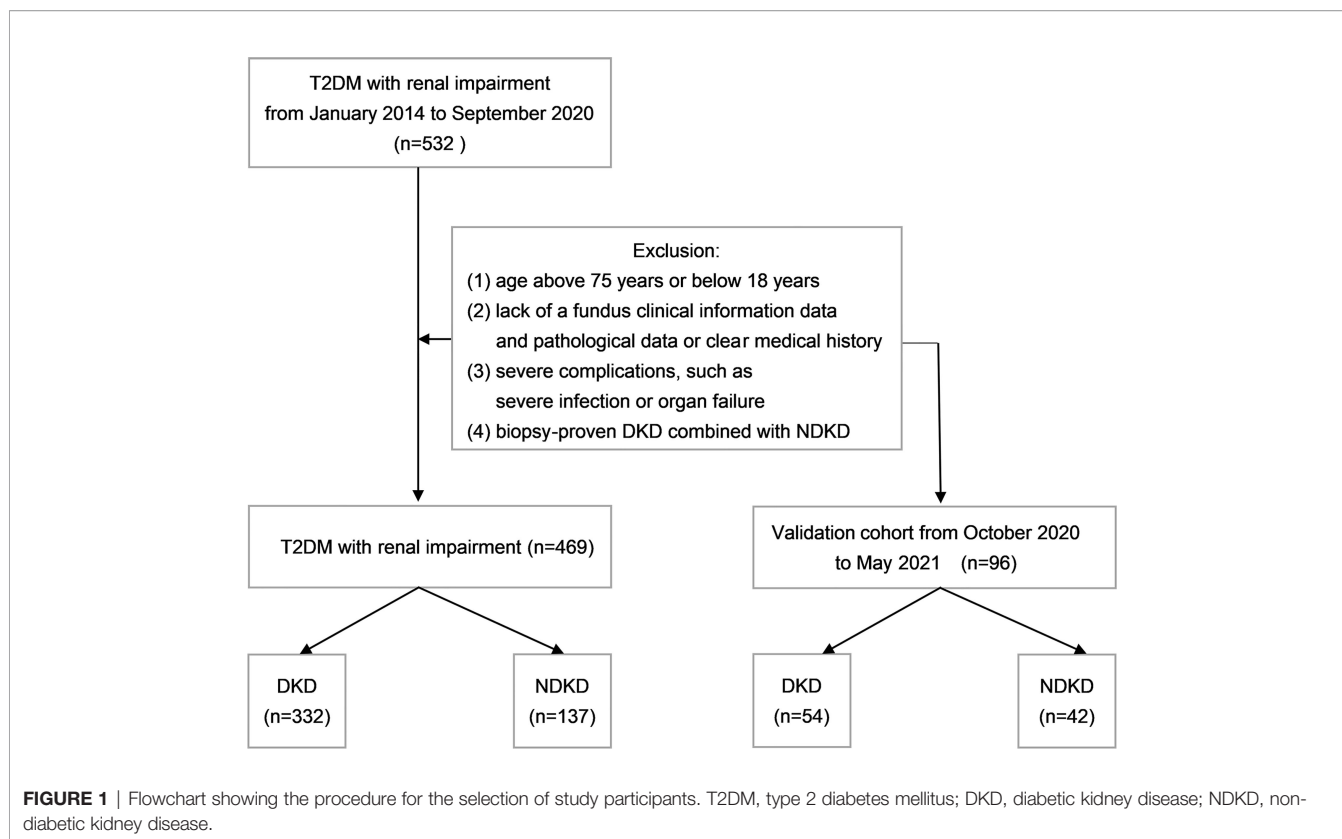 T2DM with renal impairment
from January 2014 to September 2020
(n=532 )
Exclusion:
(1) age above 75 years or below 18 years
(2) lack of a fundus clinical information data
and pathological data or clear medical history
(3) severe complications, such as
severe infection or organ failure
(4) biopsy-proven DKD combined with NDKD
T2DM with renal impairment (n=469)
Validation cohort from October 2020
to May 2021 (n=96)
DKD
(n=332)
NDKD
(n=137)
DKD
(n=54)
NDKD
(n=42)
FIGURE 1 | Flowchart showing the procedure for the selection of study participants. T2DM, type 2 diabetes mellitus; DKD, diabetic kidney disease; NDKD, non-
diabetic kidney disease.